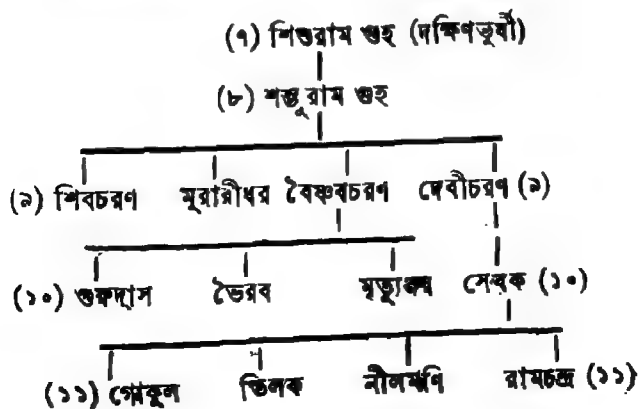 (৭) শিশুরাম গুহ (দক্ষিণভূর্ষী)
(৮) শম্ভুরাম গুহ
(৯) শিবচরণ মুরারীধর বৈষ্ণবচরণ দেবীচরণ (৯)
(১০) গুরুদাস ভৈরব মৃত্যুঞ্জয় সেবক (১০)
(১১) গোকুল তিলক নীলমণি রামচন্দ্র (১১)